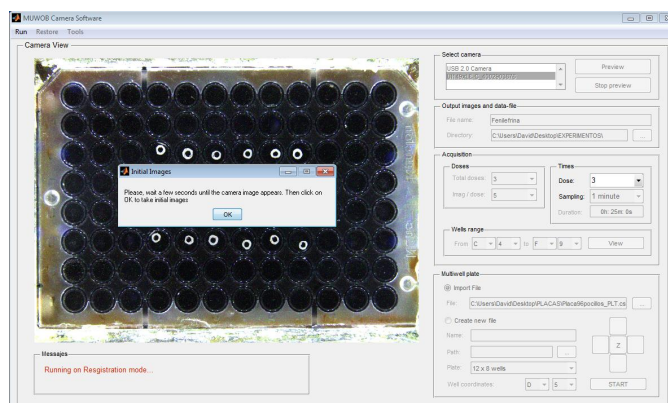 MUWOB Camera Software
Run Restore Tools
Camera View
Initial Images
Please, wait a few seconds until the camera image appears. Then click on
OK to take initial images
OK
Messajes
Running on Resgistration mode...
Select camera
USB 2.0 Camera
Preview
Stop preview
Output images and data-file
File name: Fenilefrina
Directory: C:\Users\David\Desktop\EXPERIMENTOS\ ...
Acquisition
Doses
Total doses: 3
Imag / dose: 5
Times
Dose: 3
Sampling: 1 minute
Duration: 0h: 25m: 0s
Wells range
From C 4 to F 9 View
Multiwell plate
Import File
File: C:\Users\David\Desktop\PLACAS\Placa96pocillos_PLT.cs ...
Create new file
Name:
Path: ...
Plate: 12 x 8 wells
Well coordinates: D 5
Z
START